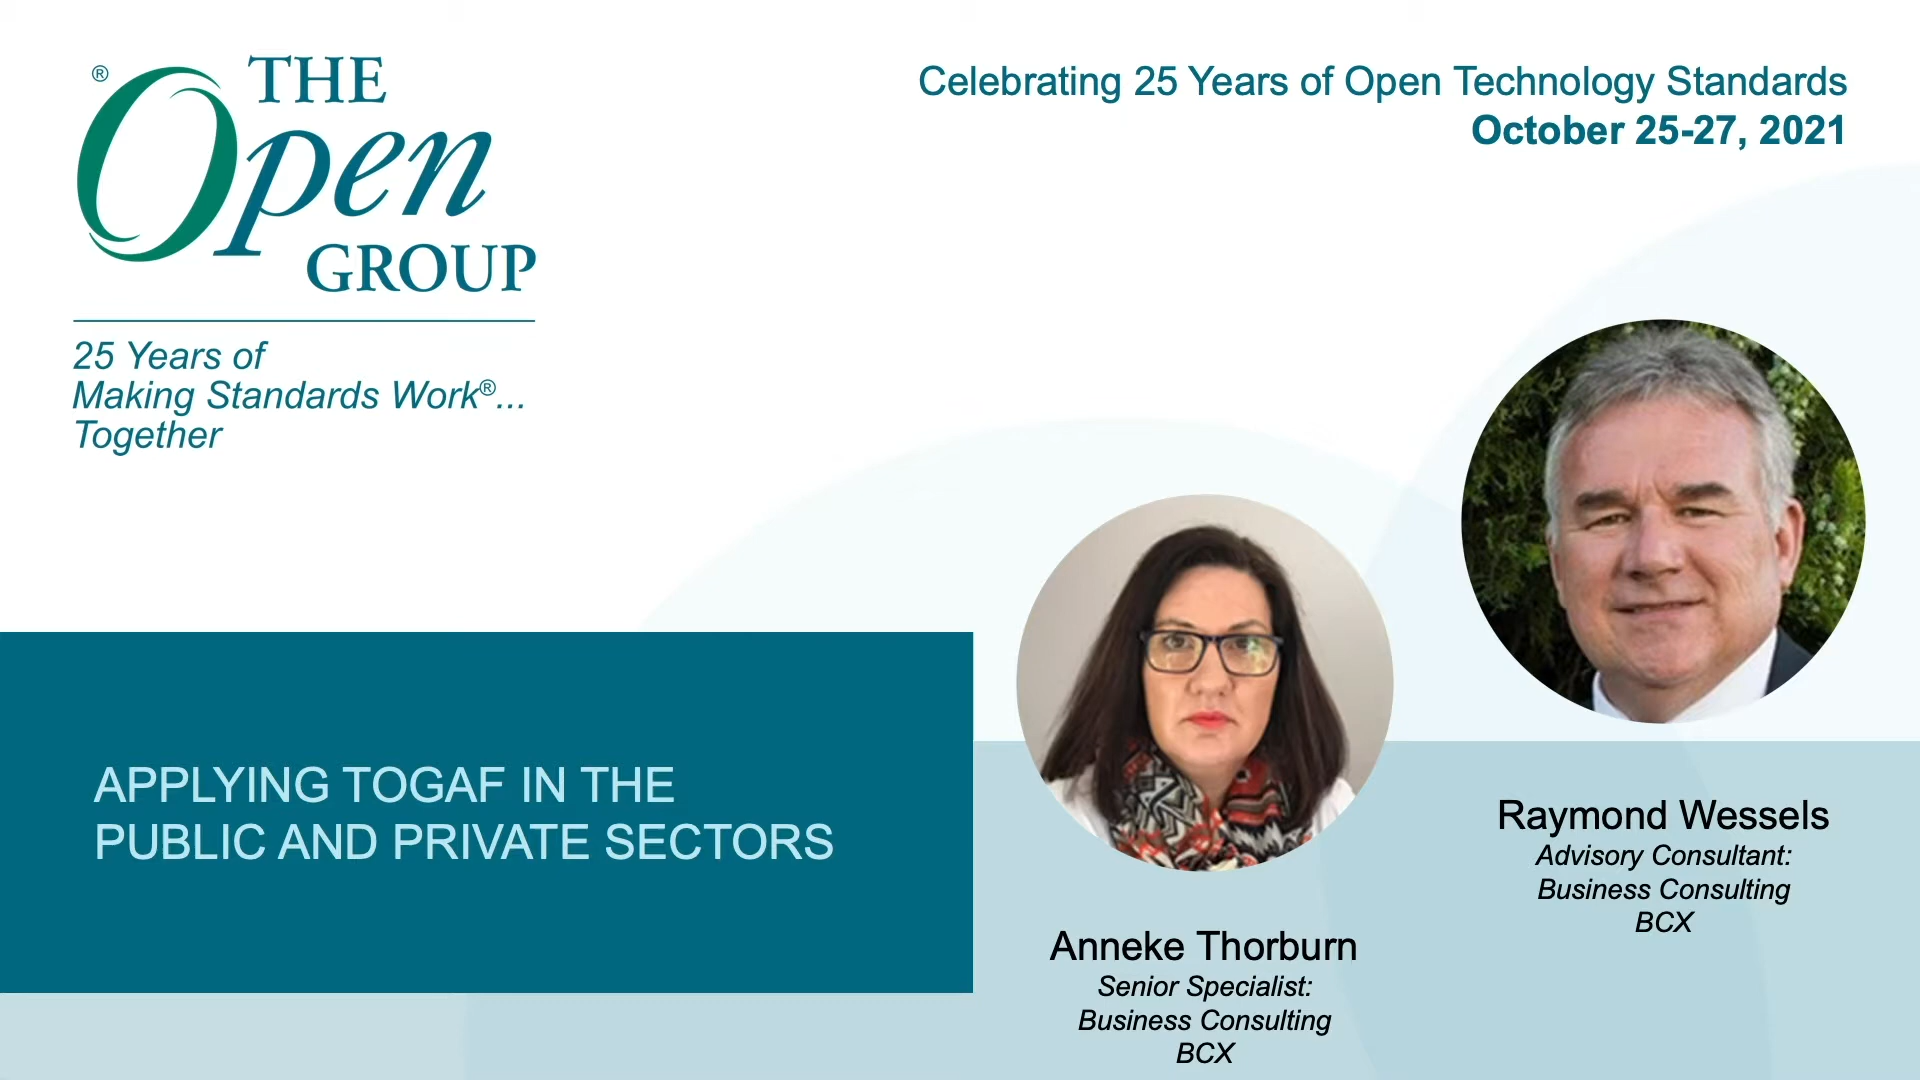 ®
THE
Open
GROUP
25 Years of
Making Standards Work®...
Together
Celebrating 25 Years of Open Technology Standards
October 25-27, 2021
APPLYING TOGAF IN THE
PUBLIC AND PRIVATE SECTORS
Anneke Thorburn
Senior Specialist:
Business Consulting
BCX
Raymond Wessels
Advisory Consultant:
Business Consulting
BCX